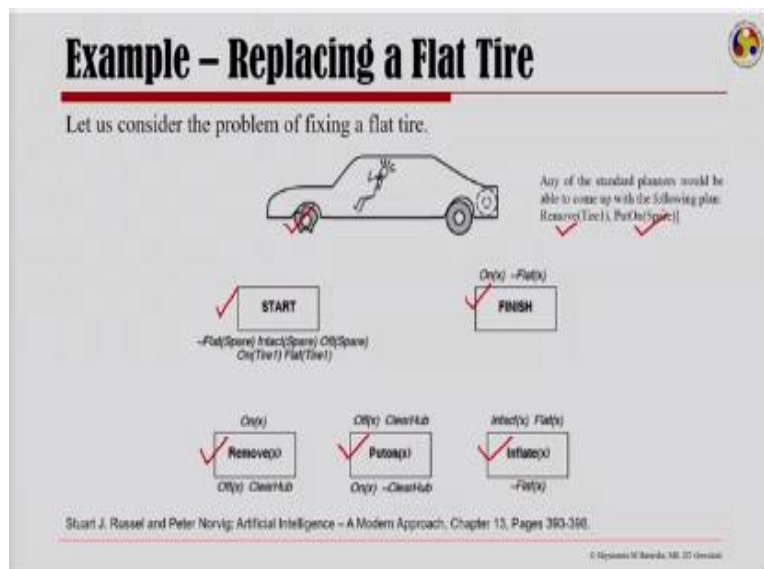 Example – Replacing a Flat Tire
Let us consider the problem of fixing a flat tire.
Any of the standard planners would be
able to come up with the following plan:
Remove(Tire1), PutOn(Spare)]
START
~Flat(Spare) Intact(Spare) Off(Spare)
On(Tire1) Flat(Tire1)
On(x) ~Flat(x)
FINISH
On(x)
Remove(x)
Off(x) ClearHub
Off(x) ClearHub
Puton(x)
On(x) ~ClearHub
Intact(x) Flat(x)
Inflate(x)
~Flat(x)
Stuart J. Russel and Peter Norvig; Artificial Intelligence – A Modern Approach, Chapter 13, Pages 393-398.